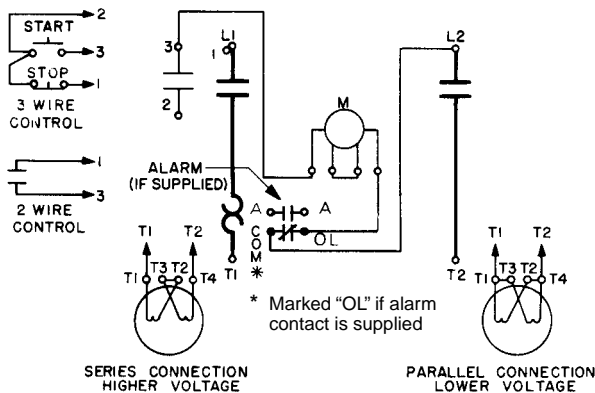 START
2
3
STOP
1
3 WIRE
CONTROL
1
3
2 WIRE
CONTROL
3
2
L1
1
M
L2
ALARM
(IF SUPPLIED)
A
A
COM
*
OL
T1
T2
* Marked “OL” if alarm
contact is supplied
T1 T2
T1 T3 T2 T4
SERIES CONNECTION
HIGHER VOLTAGE
T1 T2
T1 T3 T2 T4
PARALLEL CONNECTION
LOWER VOLTAGE